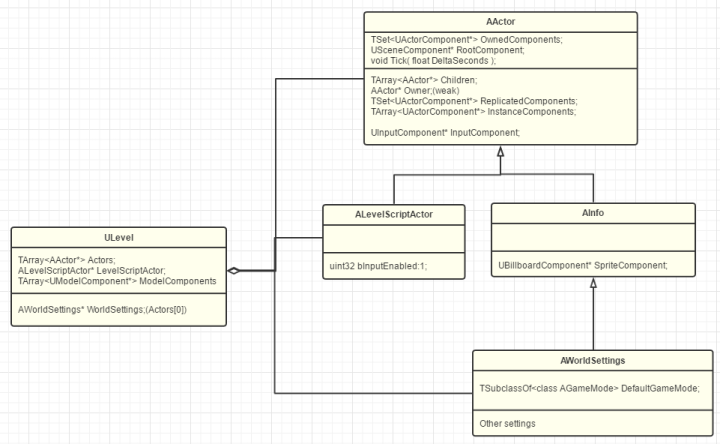 AActor
TSet<UActorComponent*> OwnedComponents;
USceneComponent* RootComponent;
void Tick( float DeltaSeconds );
TArray<AActor*> Children;
AActor* Owner;(weak)
TSet<UActorComponent*> ReplicatedComponents;
TArray<UActorComponent*> InstanceComponents;
UInputComponent* InputComponent;
ALevelScriptActor
uint32 bInputEnabled:1;
AInfo
UBillboardComponent* SpriteComponent;
ULevel
TArray<AActor*> Actors;
ALevelScriptActor* LevelScriptActor;
TArray<UModelComponent*> ModelComponents
AWorldSettings* WorldSettings;(Actors[0])
AWorldSettings
TSubclassOf<class AGameMode> DefaultGameMode;
Other settings